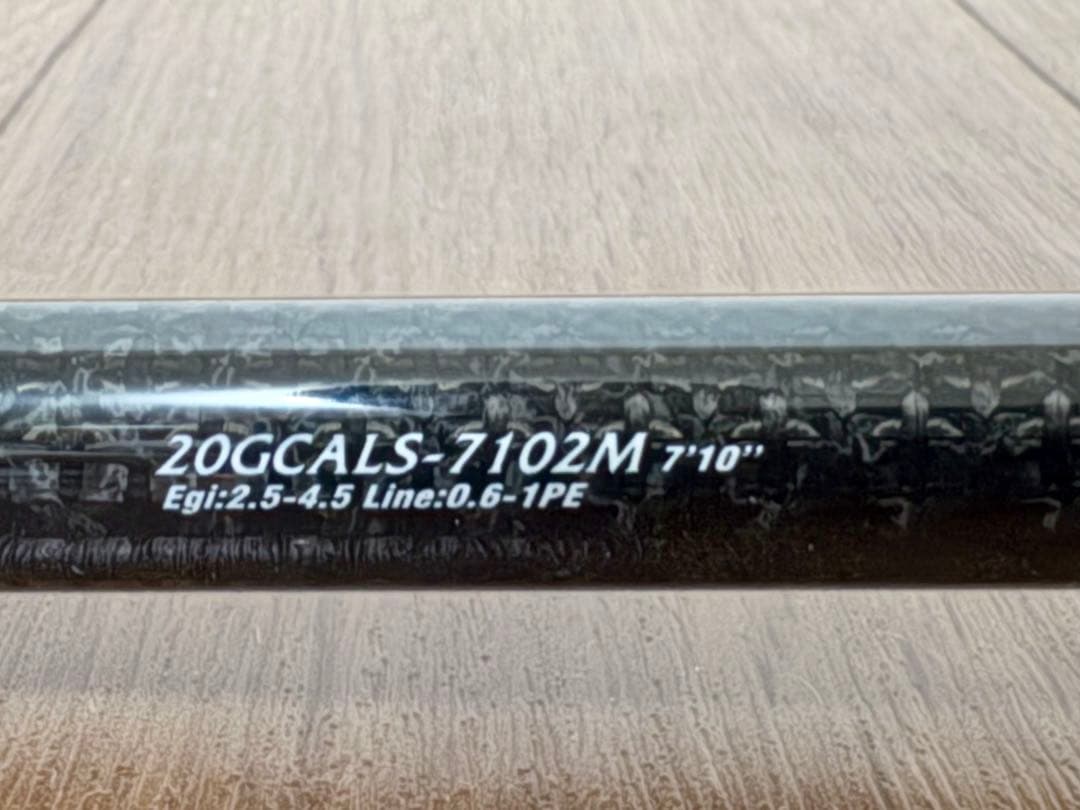 20GCALS-7102M 7'10''
Egi:2.5-4.5 Line:0.6-1PE